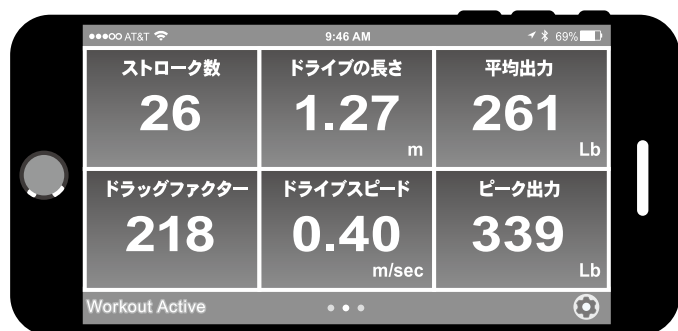 AT&T 9:46 AM 69%
ストローク数
26
ドライブの長さ
1.27
m
平均出力
261
Lb
ドラッグファクター
218
ドライブスピード
0.40
m/sec
ピーク出力
339
Lb
Workout Active